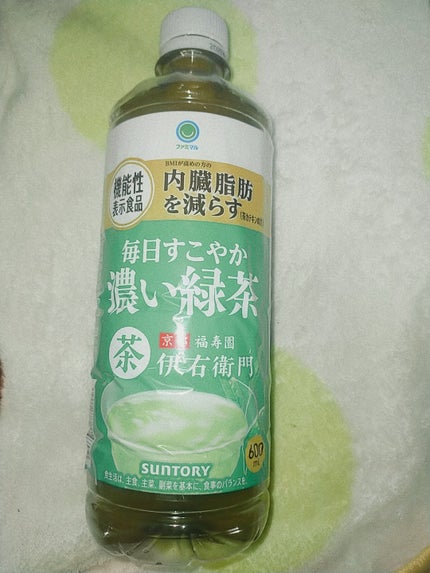 ファミマル
機能性
表示食品
BMIが高めの方の
内臓脂肪
を減らす
毎日すこやか
濃い緑茶
茶
京都 福寿園
伊右衛門
600
mL
SUNTORY
食生活は、主食、主菜、副菜を基本に、食事のバランスを。